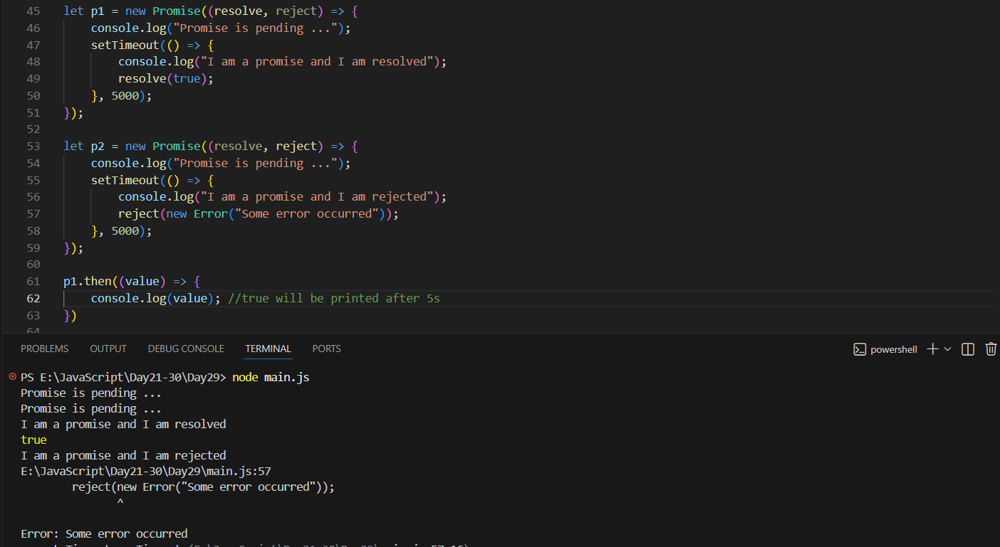 45 let p1 = new Promise((resolve, reject) => {
46     console.log("Promise is pending ...");
47     setTimeout(() => {
48         console.log("I am a promise and I am resolved");
49         resolve(true);
50     }, 5000);
51 });
52
53 let p2 = new Promise((resolve, reject) => {
54     console.log("Promise is pending ...");
55     setTimeout(() => {
56         console.log("I am a promise and I am rejected");
57         reject(new Error("Some error occurred"));
58     }, 5000);
59 });
60
61 p1.then((value) => {
62     console.log(value); //true will be printed after 5s
63 })
64
PROBLEMS OUTPUT DEBUG CONSOLE TERMINAL PORTS powershell
PS E:\JavaScript\Day21-30\Day29> node main.js
Promise is pending ...
Promise is pending ...
I am a promise and I am resolved
true
I am a promise and I am rejected
E:\JavaScript\Day21-30\Day29\main.js:57
        reject(new Error("Some error occurred"));
               ^
Error: Some error occurred